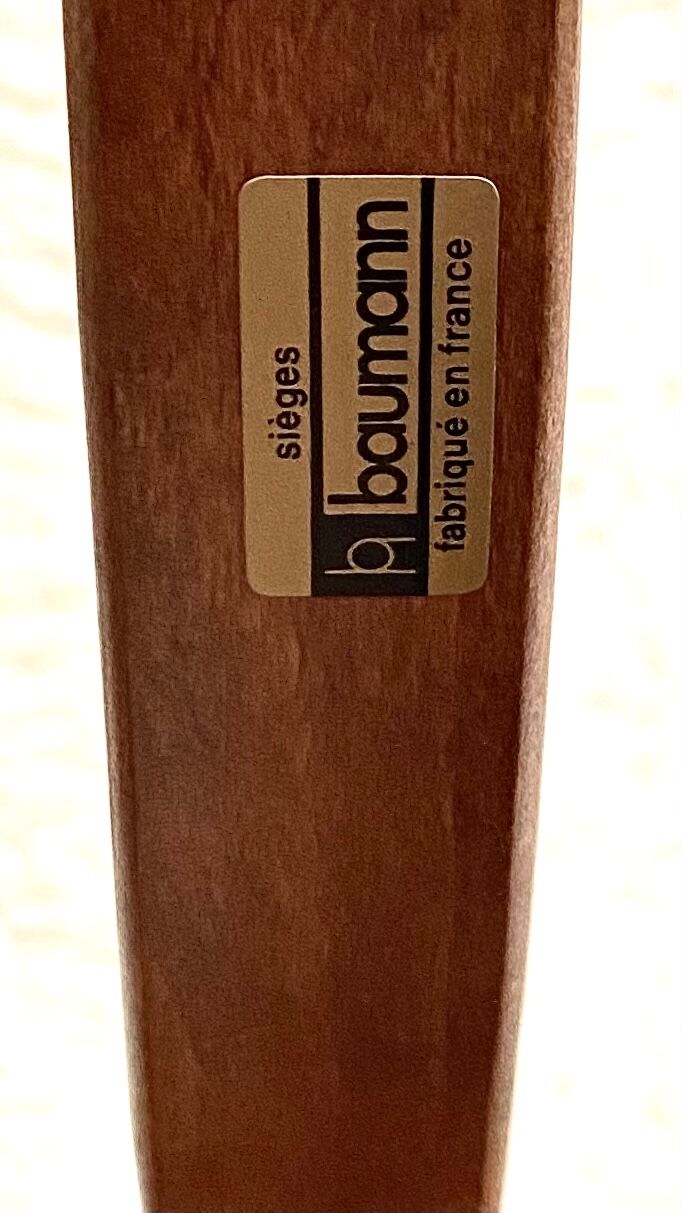 sièges
baumann
fabriqué en france